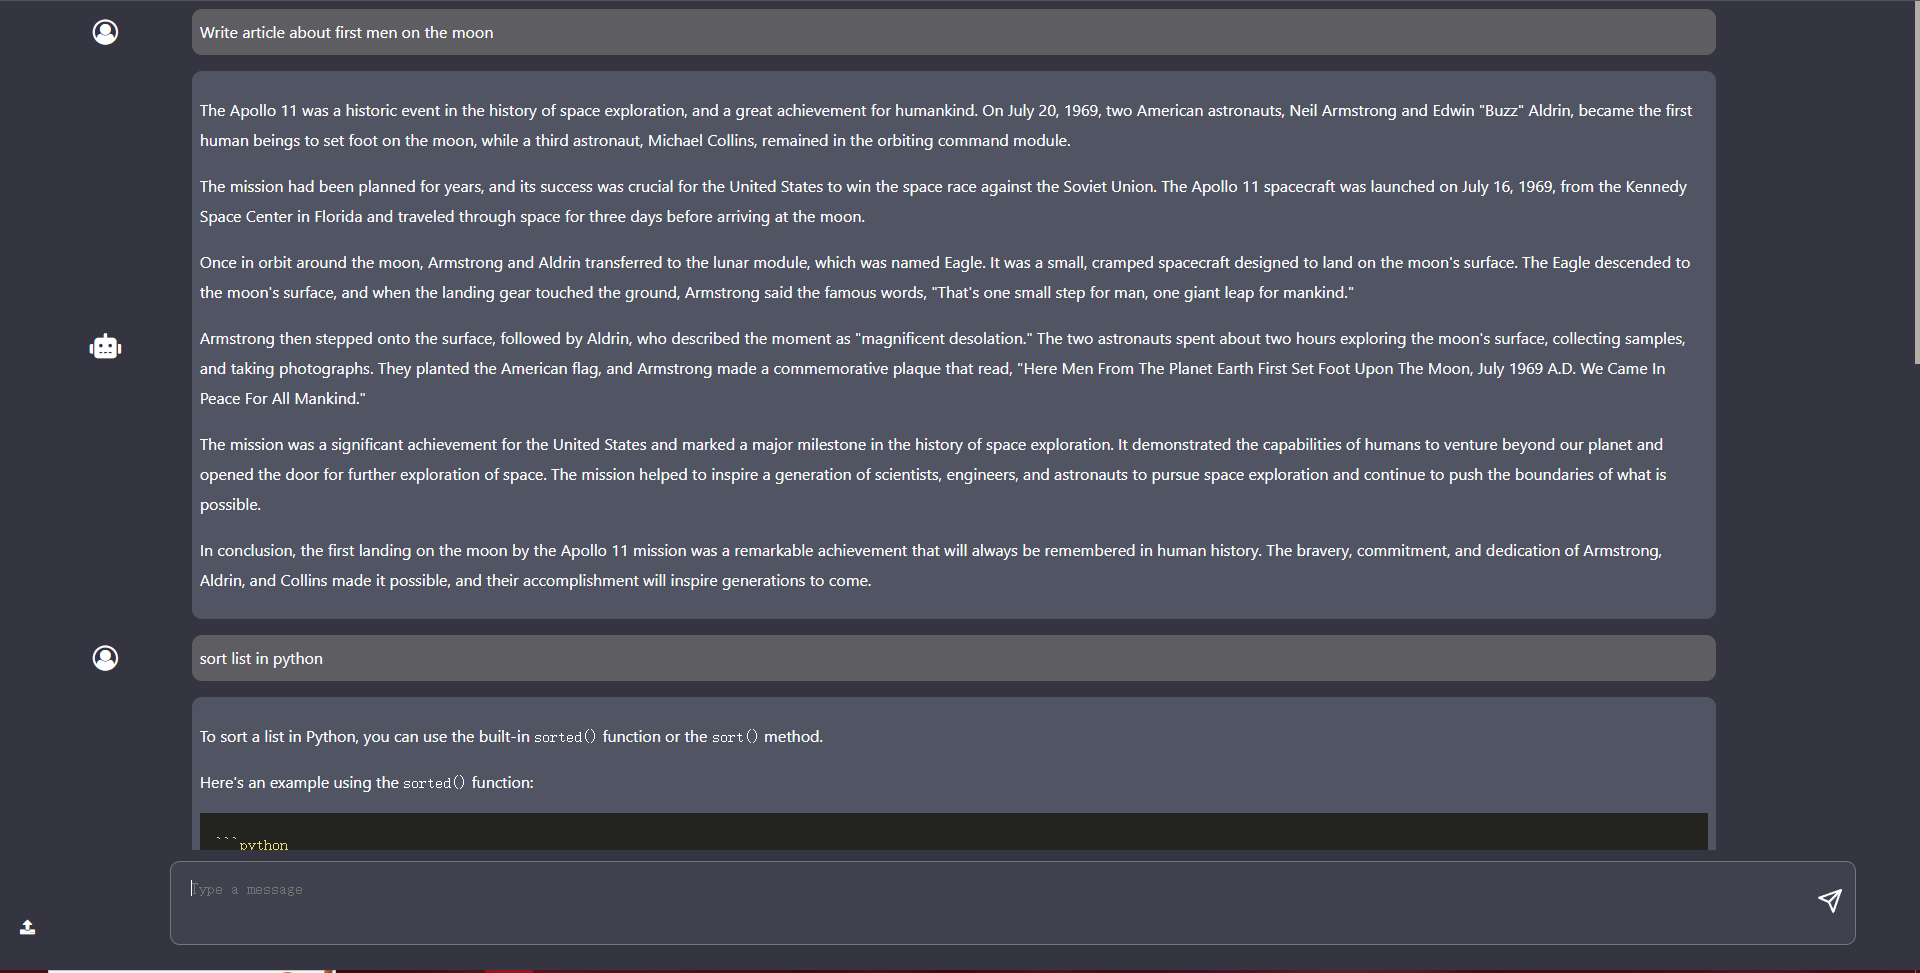 Write article about first men on the moon
The Apollo 11 was a historic event in the history of space exploration, and a great achievement for humankind. On July 20, 1969, two American astronauts, Neil Armstrong and Edwin "Buzz" Aldrin, became the first
human beings to set foot on the moon, while a third astronaut, Michael Collins, remained in the orbiting command module.
The mission had been planned for years, and its success was crucial for the United States to win the space race against the Soviet Union. The Apollo 11 spacecraft was launched on July 16, 1969, from the Kennedy
Space Center in Florida and traveled through space for three days before arriving at the moon.
Once in orbit around the moon, Armstrong and Aldrin transferred to the lunar module, which was named Eagle. It was a small, cramped spacecraft designed to land on the moon's surface. The Eagle descended to
the moon's surface, and when the landing gear touched the ground, Armstrong said the famous words, "That's one small step for man, one giant leap for mankind."
Armstrong then stepped onto the surface, followed by Aldrin, who described the moment as "magnificent desolation." The two astronauts spent about two hours exploring the moon's surface, collecting samples,
and taking photographs. They planted the American flag, and Armstrong made a commemorative plaque that read, "Here Men From The Planet Earth First Set Foot Upon The Moon, July 1969 A.D. We Came In
Peace For All Mankind."
The mission was a significant achievement for the United States and marked a major milestone in the history of space exploration. It demonstrated the capabilities of humans to venture beyond our planet and
opened the door for further exploration of space. The mission helped to inspire a generation of scientists, engineers, and astronauts to pursue space exploration and continue to push the boundaries of what is
possible.
In conclusion, the first landing on the moon by the Apollo 11 mission was a remarkable achievement that will always be remembered in human history. The bravery, commitment, and dedication of Armstrong,
Aldrin, and Collins made it possible, and their accomplishment will inspire generations to come.
sort list in python
To sort a list in Python, you can use the built-in sorted() function or the sort() method.
Here's an example using the sorted() function:
```python
Type a message